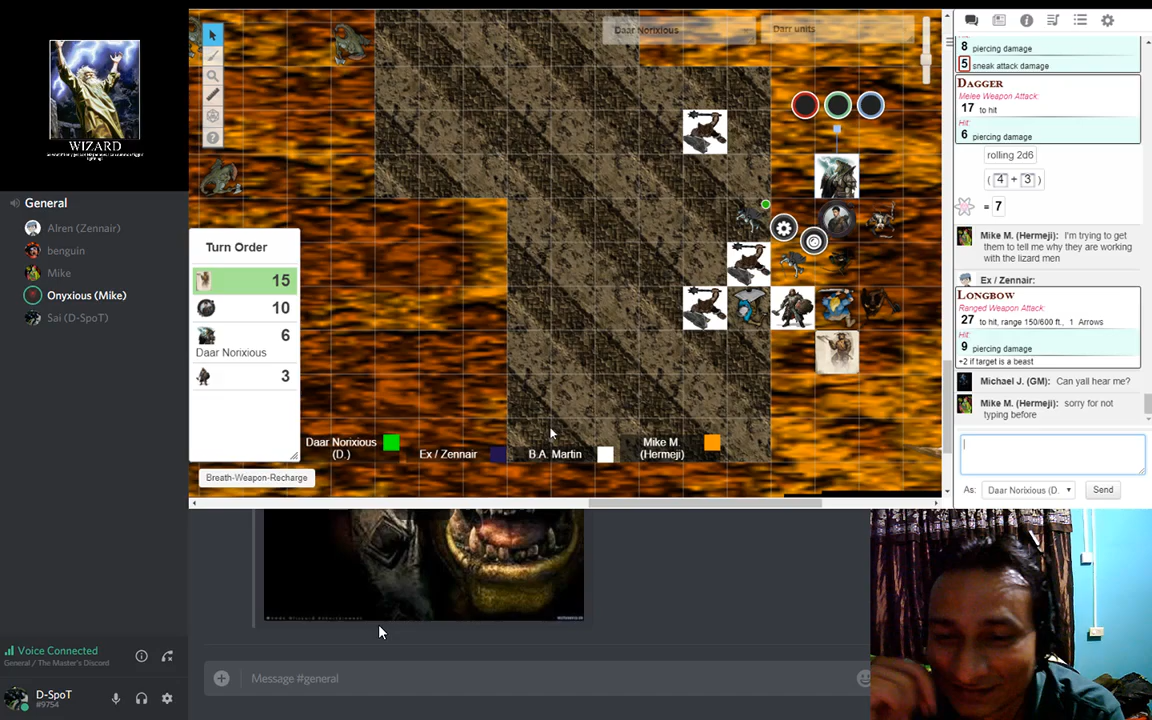 WIZARD
General
Alren (Zennair)
benguin
Mike
Onyxious (Mike)
Sai (D-SpoT)
Voice Connected
General / The Master's Discord
D-SpoT
#9754
Daar Norixious
Darr units
Turn Order
15
10
6
Daar Norixious
3
Breath-Weapon-Recharge
Daar Norixious
(D.)
Ex / Zennair
B.A. Martin
Mike M.
(Hermeji)
8 piercing damage
5 sneak attack damage
DAGGER
Melee Weapon Attack:
17 to hit
Hit:
6 piercing damage
rolling 2d6
( 4 + 3 )
= 7
Mike M. (Hermeji): I'm trying to get
them to tell me why they are working
with the lizard men
Ex / Zennair:
LONGBOW
Ranged Weapon Attack:
27 to hit, range 150/600 ft., 1 Arrows
Hit:
9 piercing damage
+2 if target is a beast
Michael J. (GM): Can yall hear me?
Mike M. (Hermeji): sorry for not
typing before
As: Daar Norixious (D.
Send
Message #general